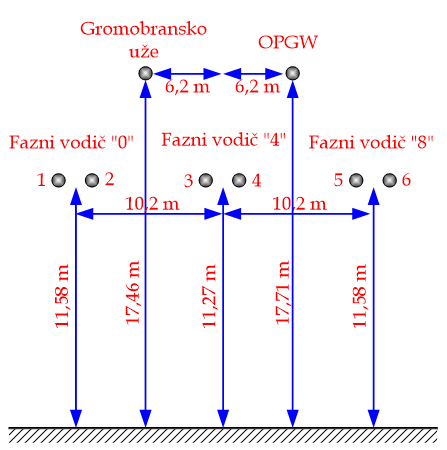 Gromobransko
uže
OPGW
6,2 m
6,2 m
Fazni vodič "0"
Fazni vodič "4"
Fazni vodič "8"
1
2
3
4
5
6
10,2 m
10,2 m
11,58 m
17,46 m
11,27 m
17,71 m
11,58 m